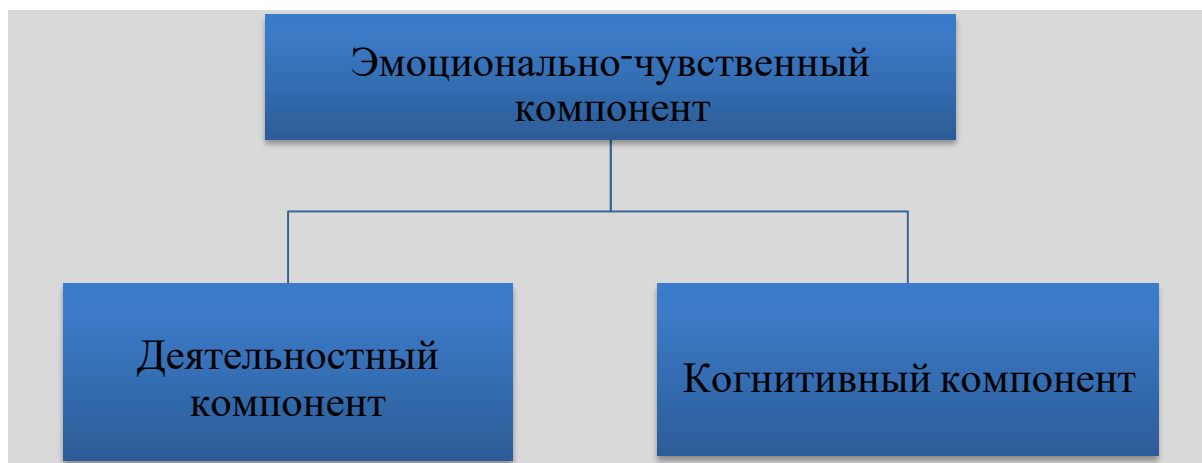 Эмоционально-чувственный
компонент
Деятельностный
компонент
Когнитивный компонент